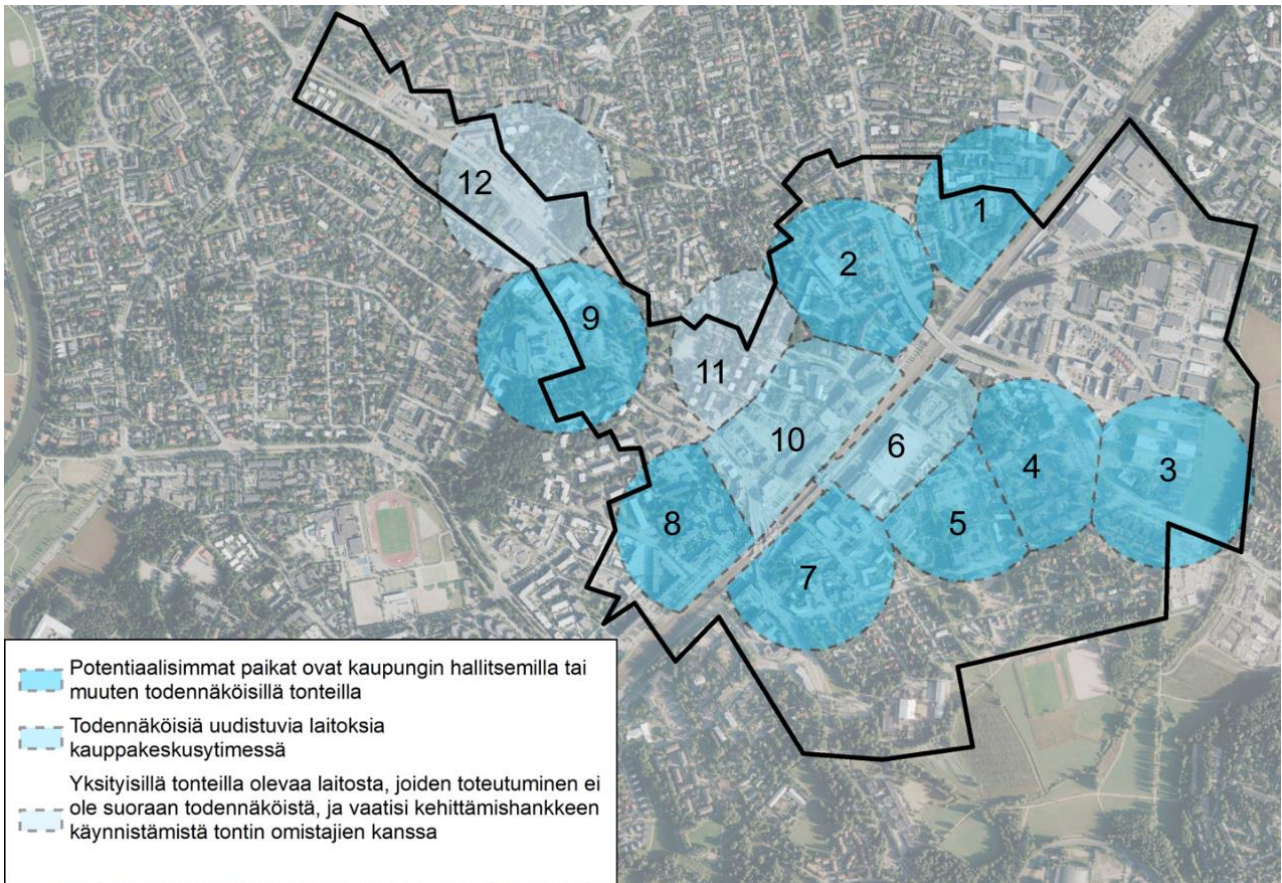 12
1
2
9
11
10
6
4
3
8
5
7
Potentiaalisimmat paikat ovat kaupungin hallitsemilla tai
muuten todennäköisillä tonteilla
Todennäköisiä uudistuvia laitoksia
kauppakeskusytimessä
Yksityisillä tonteilla olevaa laitosta, joiden toteutuminen ei
ole suoraan todennäköistä, ja vaatisi kehittämishankkeen
käynnistämistä tontin omistajien kanssa